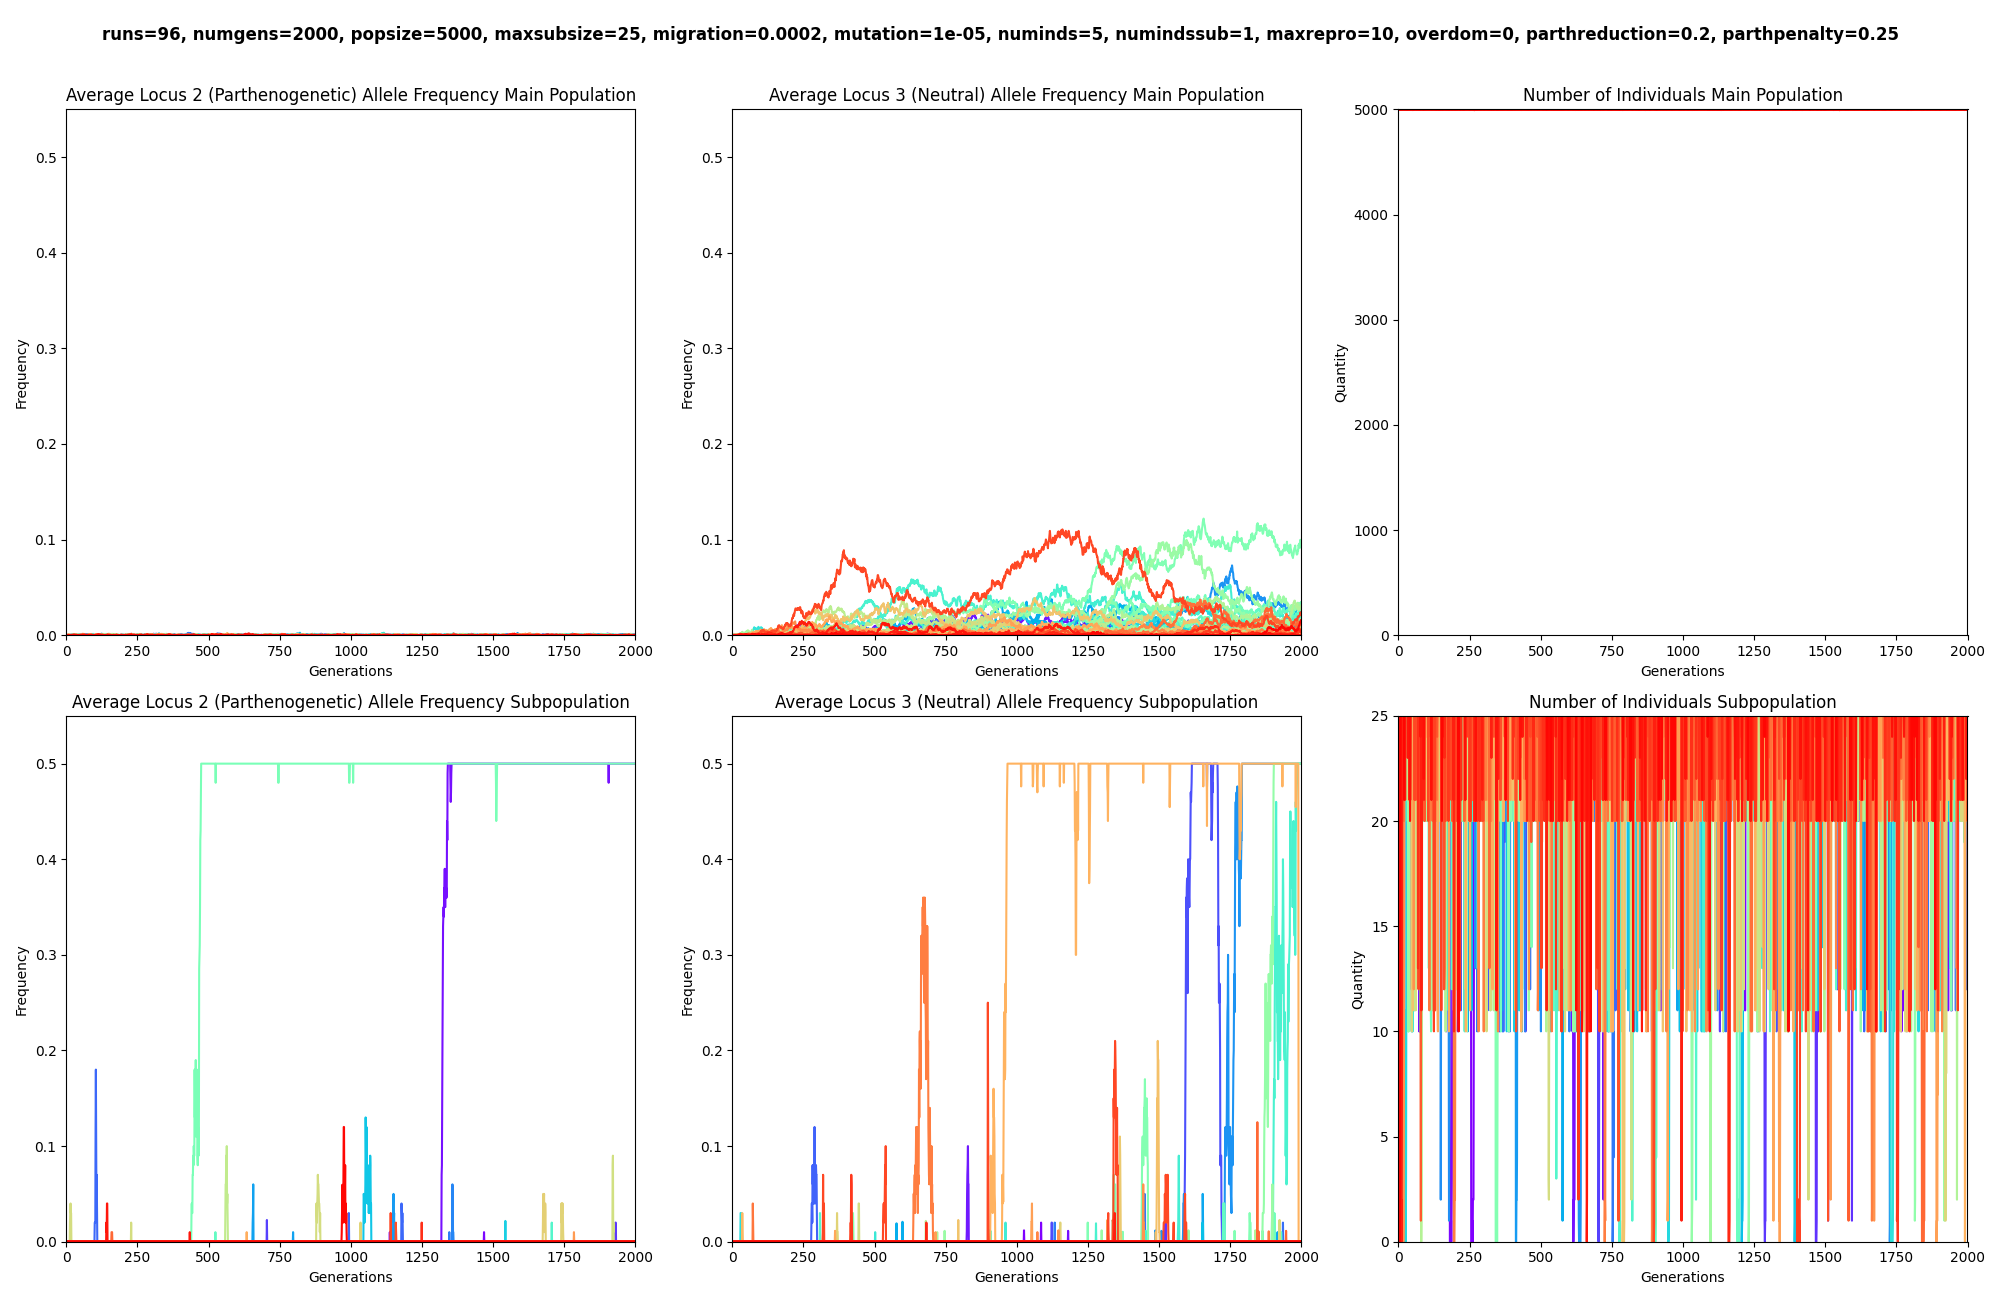 runs=96, numgens=2000, popsize=5000, maxsubsize=25, migration=0.0002, mutation=1e-05, numinds=5, numindssub=1, maxrepro=10, overdom=0, parthreduction=0.2, parthpenalty=0.25
Average Locus 2 (Parthenogenetic) Allele Frequency Main Population
0.5
0.4
0.3
0.2
0.1
0.0
Frequency
0 250 500 750 1000 1250 1500 1750 2000
Generations
Average Locus 3 (Neutral) Allele Frequency Main Population
0.5
0.4
0.3
0.2
0.1
0.0
Frequency
0 250 500 750 1000 1250 1500 1750 2000
Generations
Number of Individuals Main Population
5000
4000
3000
2000
1000
0
Quantity
0 250 500 750 1000 1250 1500 1750 2000
Generations
Average Locus 2 (Parthenogenetic) Allele Frequency Subpopulation
0.5
0.4
0.3
0.2
0.1
0.0
Frequency
0 250 500 750 1000 1250 1500 1750 2000
Generations
Average Locus 3 (Neutral) Allele Frequency Subpopulation
0.5
0.4
0.3
0.2
0.1
0.0
Frequency
0 250 500 750 1000 1250 1500 1750 2000
Generations
Number of Individuals Subpopulation
25
20
15
10
5
0
Quantity
0 250 500 750 1000 1250 1500 1750 2000
Generations